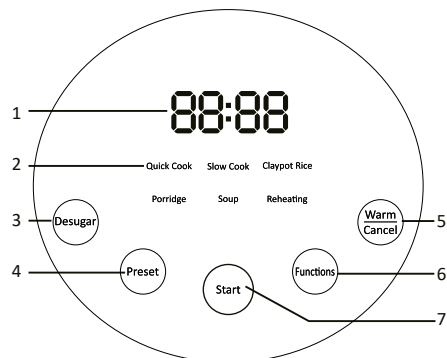 1
88:88
2
Quick Cook Slow Cook Claypot Rice
Porridge Soup Reheating
3
Desugar
Warm
Cancel
5
4
Preset
Start
Functions
6
7